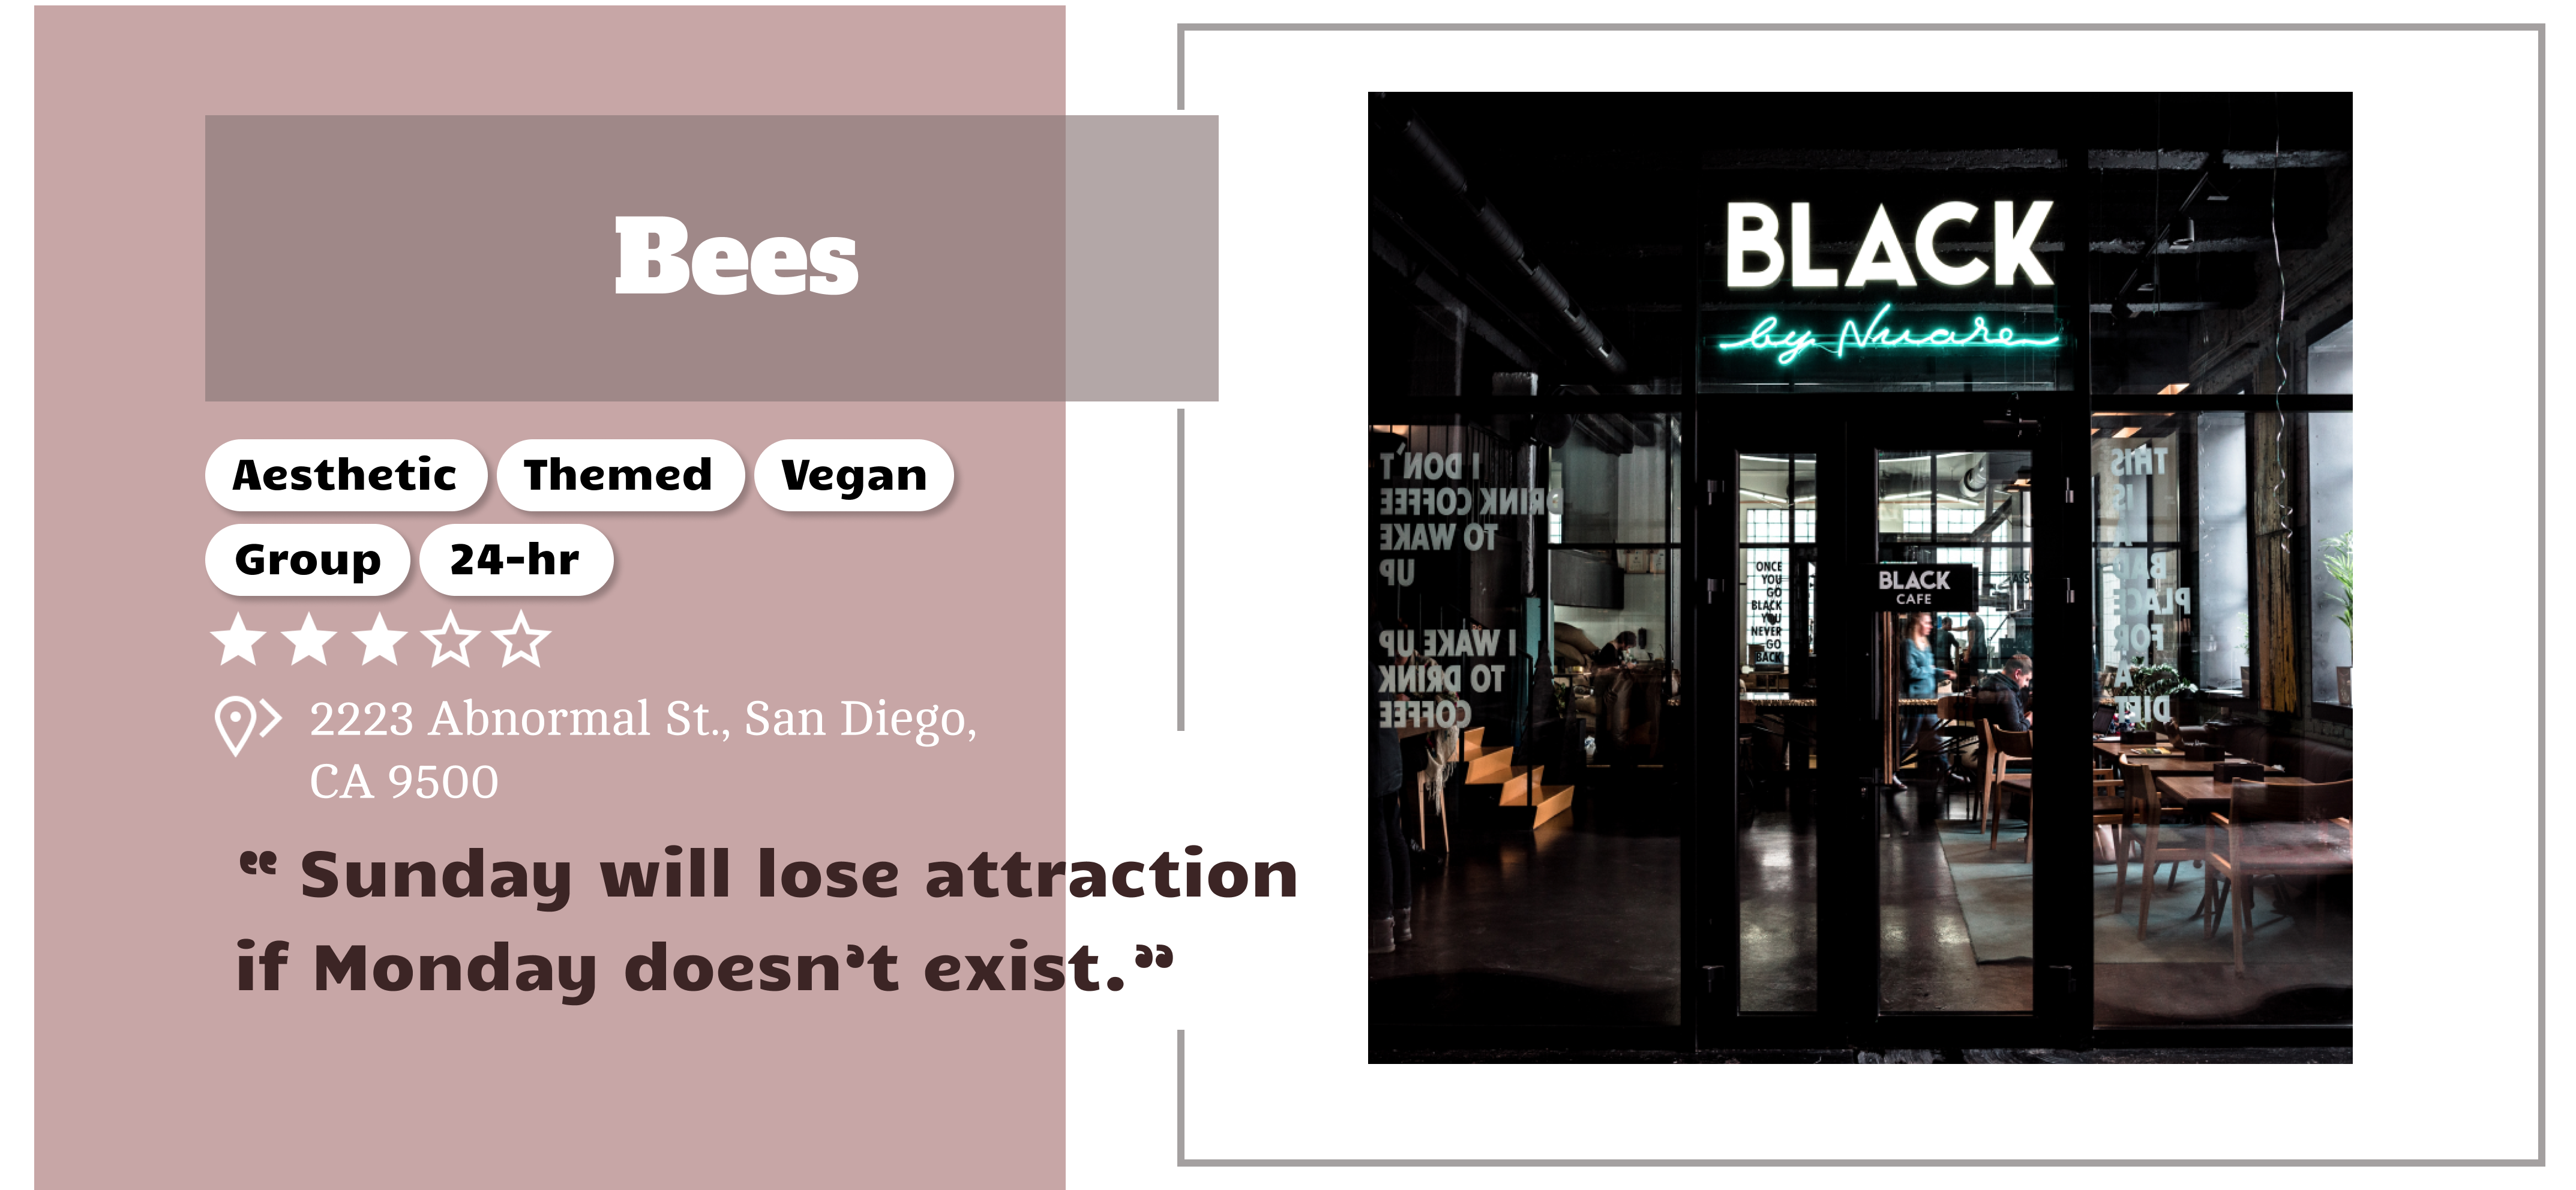 Bees
Aesthetic Themed Vegan
Group 24-hr
2223 Abnormal St., San Diego,
CA 9500
“ Sunday will lose attraction
if Monday doesn’t exist.”
BLACK
by Nuare
I DON'T
DRINK COFFEE
TO WAKE
UP
I WAKE UP
TO DRINK
COFFEE
ONCE
YOU
GO
BLACK
YOU
NEVER
GO
BACK
BLACK
CAFE
THIS
IS
A
BAD
PLACE
FOR
A
DIET